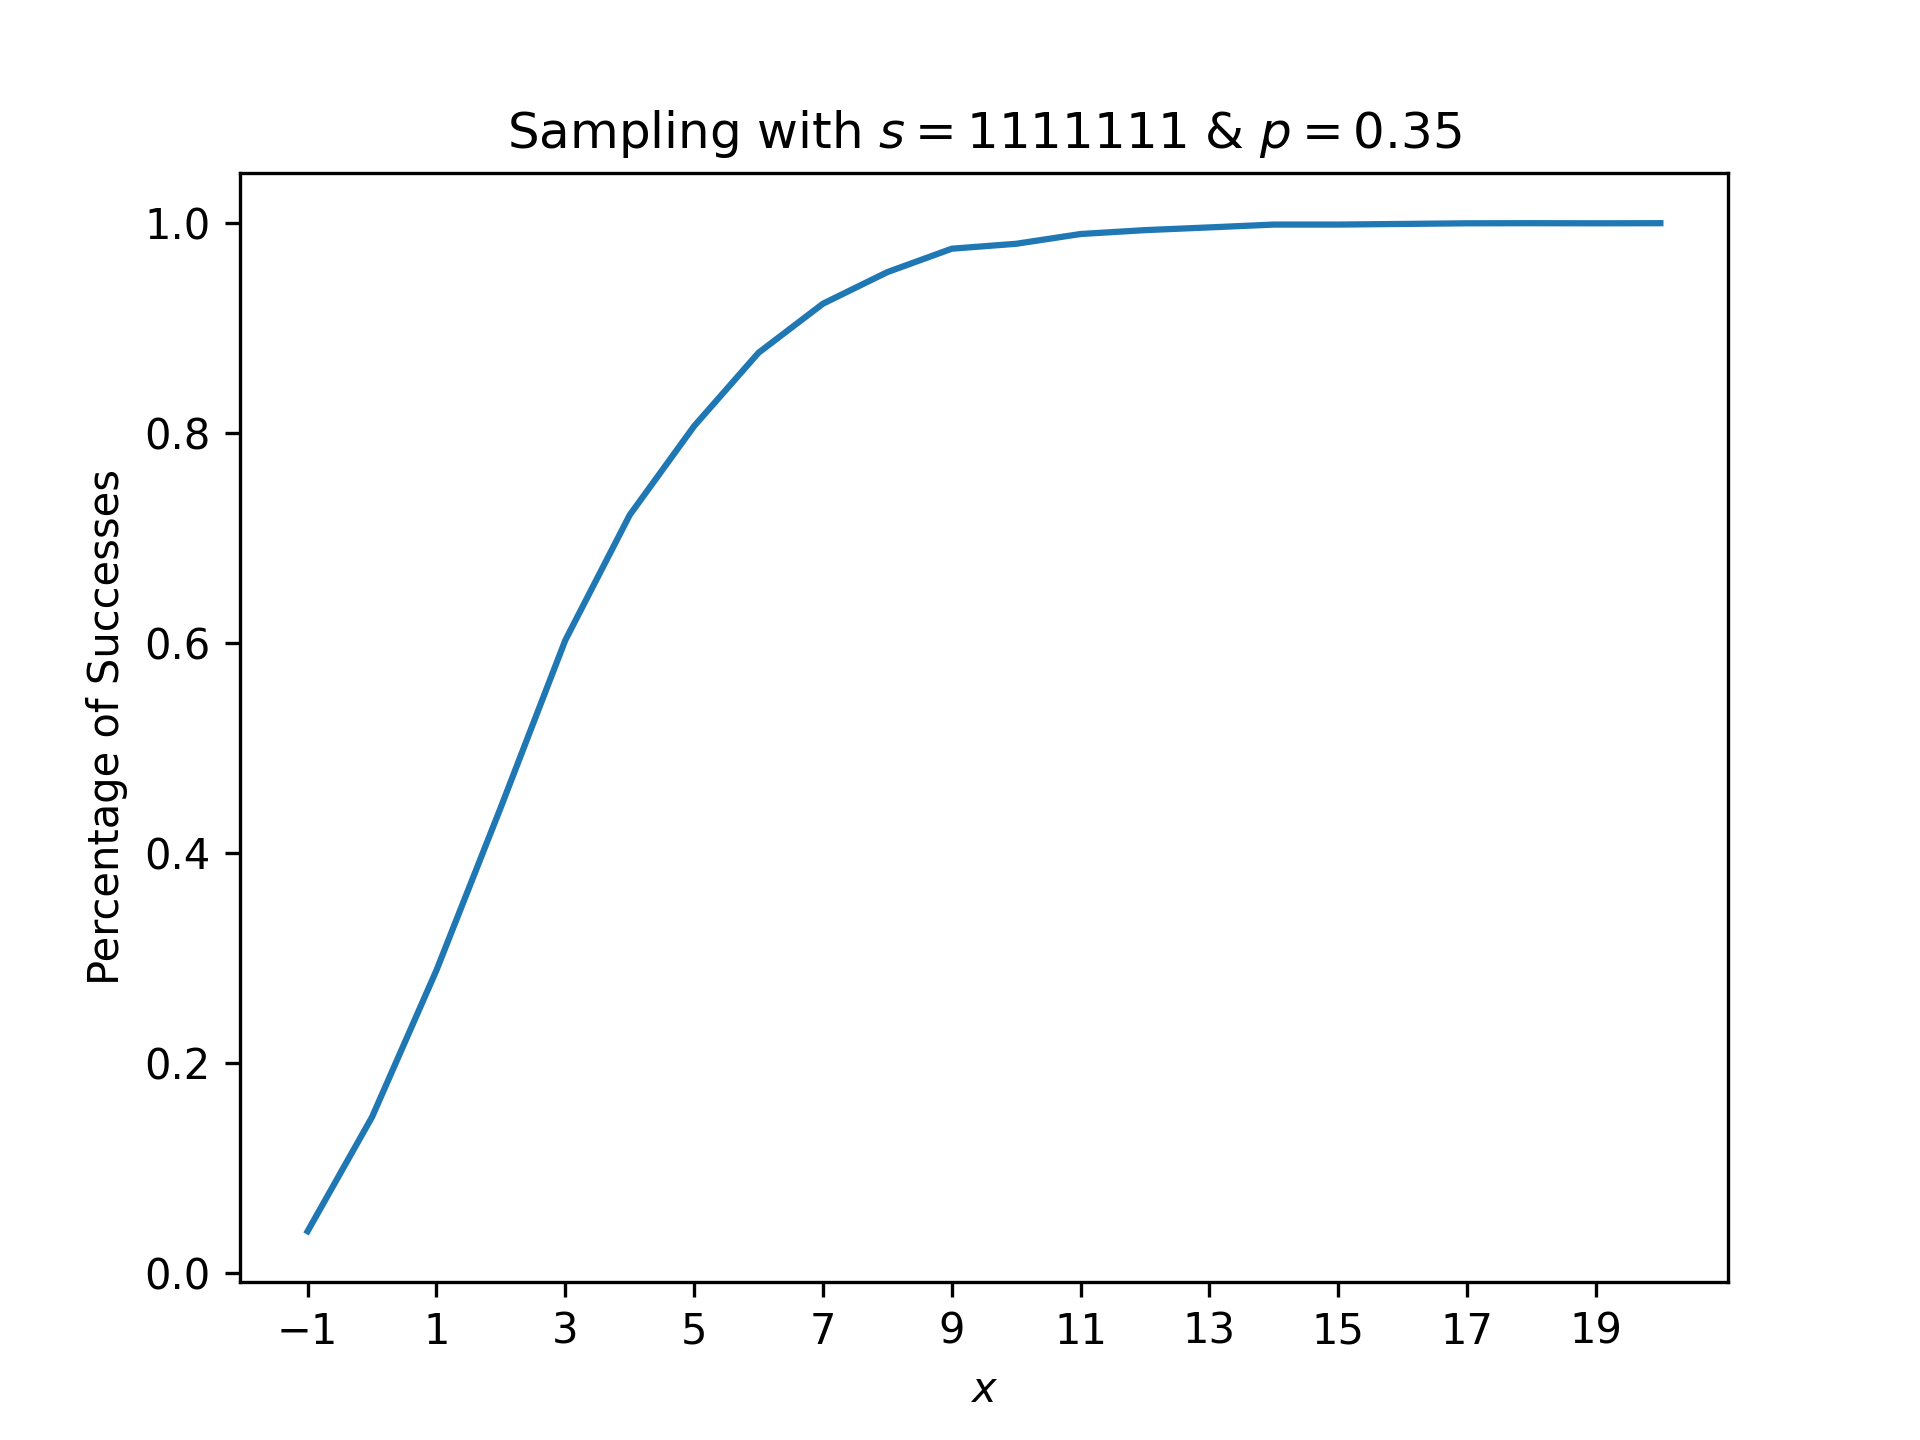 Sampling with s = 1111111 & p = 0.35
Percentage of Successes
1.0
0.8
0.6
0.4
0.2
0.0
−1 1 3 5 7 9 11 13 15 17 19
x